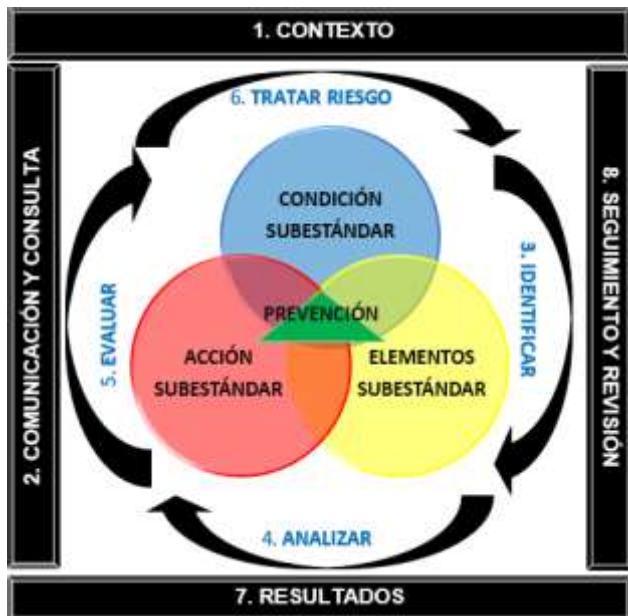 1. CONTEXTO
2. COMUNICACIÓN Y CONSULTA
6. TRATAR RIESGO
CONDICIÓN
SUBESTÁNDAR
3. IDENTIFICAR
PREVENCIÓN
5. EVALUAR
ACCIÓN
SUBESTÁNDAR
ELEMENTOS
SUBESTÁNDAR
4. ANALIZAR
8. SEGUIMIENTO Y REVISIÓN
7. RESULTADOS